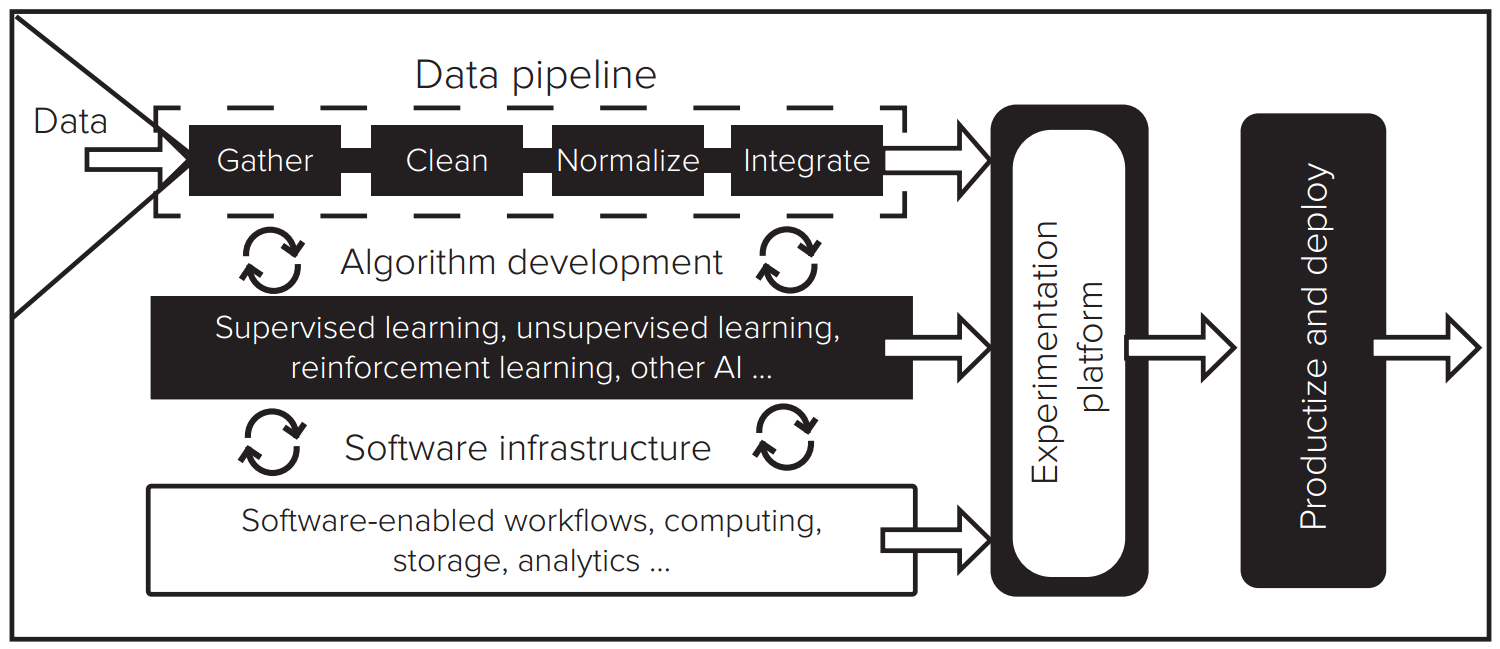 Data pipeline
Data
Gather
Clean
Normalize
Integrate
Algorithm development
Supervised learning, unsupervised learning,
reinforcement learning, other AI ...
Software infrastructure
Software-enabled workflows, computing,
storage, analytics ...
Experimentation
platform
Productize and deploy